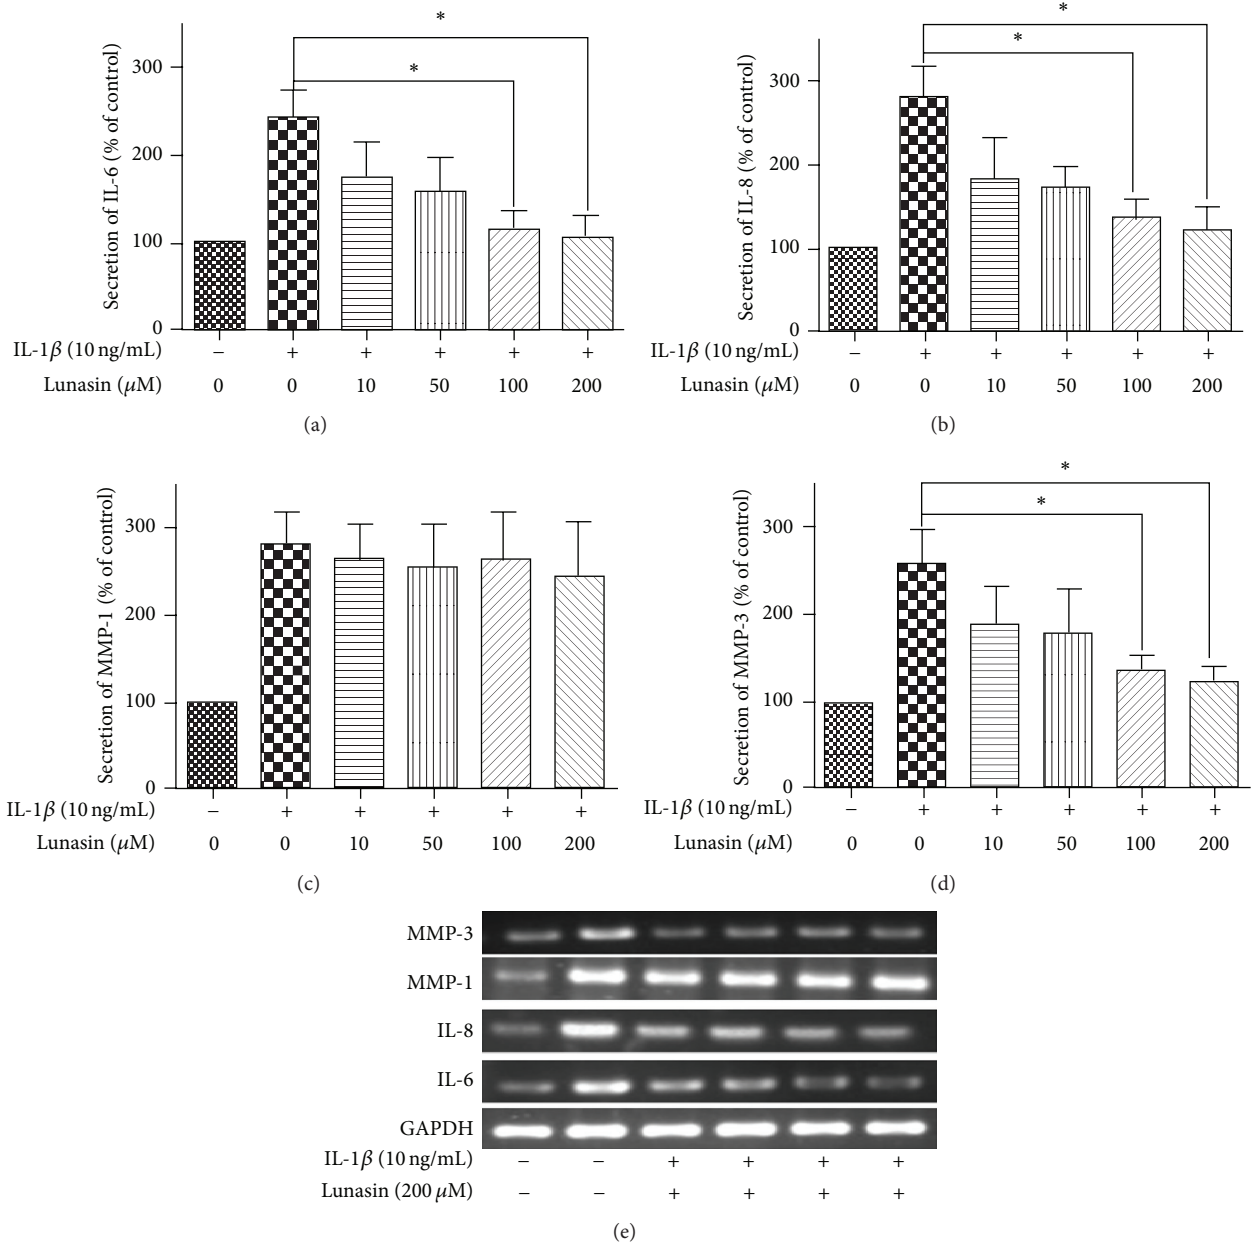 *
*
Secretion of IL-6 (% of control)
300
200
100
0
IL-1β (10 ng/mL) − + + + + +
Lunasin (μM) 0 0 10 50 100 200
(a)
*
*
Secretion of IL-8 (% of control)
300
200
100
0
IL-1β (10 ng/mL) − + + + + +
Lunasin (μM) 0 0 10 50 100 200
(b)
Secretion of MMP-1 (% of control)
300
200
100
0
IL-1β (10 ng/mL) − + + + + +
Lunasin (μM) 0 0 10 50 100 200
(c)
*
*
Secretion of MMP-3 (% of control)
300
200
100
0
IL-1β (10 ng/mL) − + + + + +
Lunasin (μM) 0 0 10 50 100 200
(d)
MMP-3
MMP-1
IL-8
IL-6
GAPDH
IL-1β (10 ng/mL) − − + + + +
Lunasin (200 μM) − − + + + +
(e)